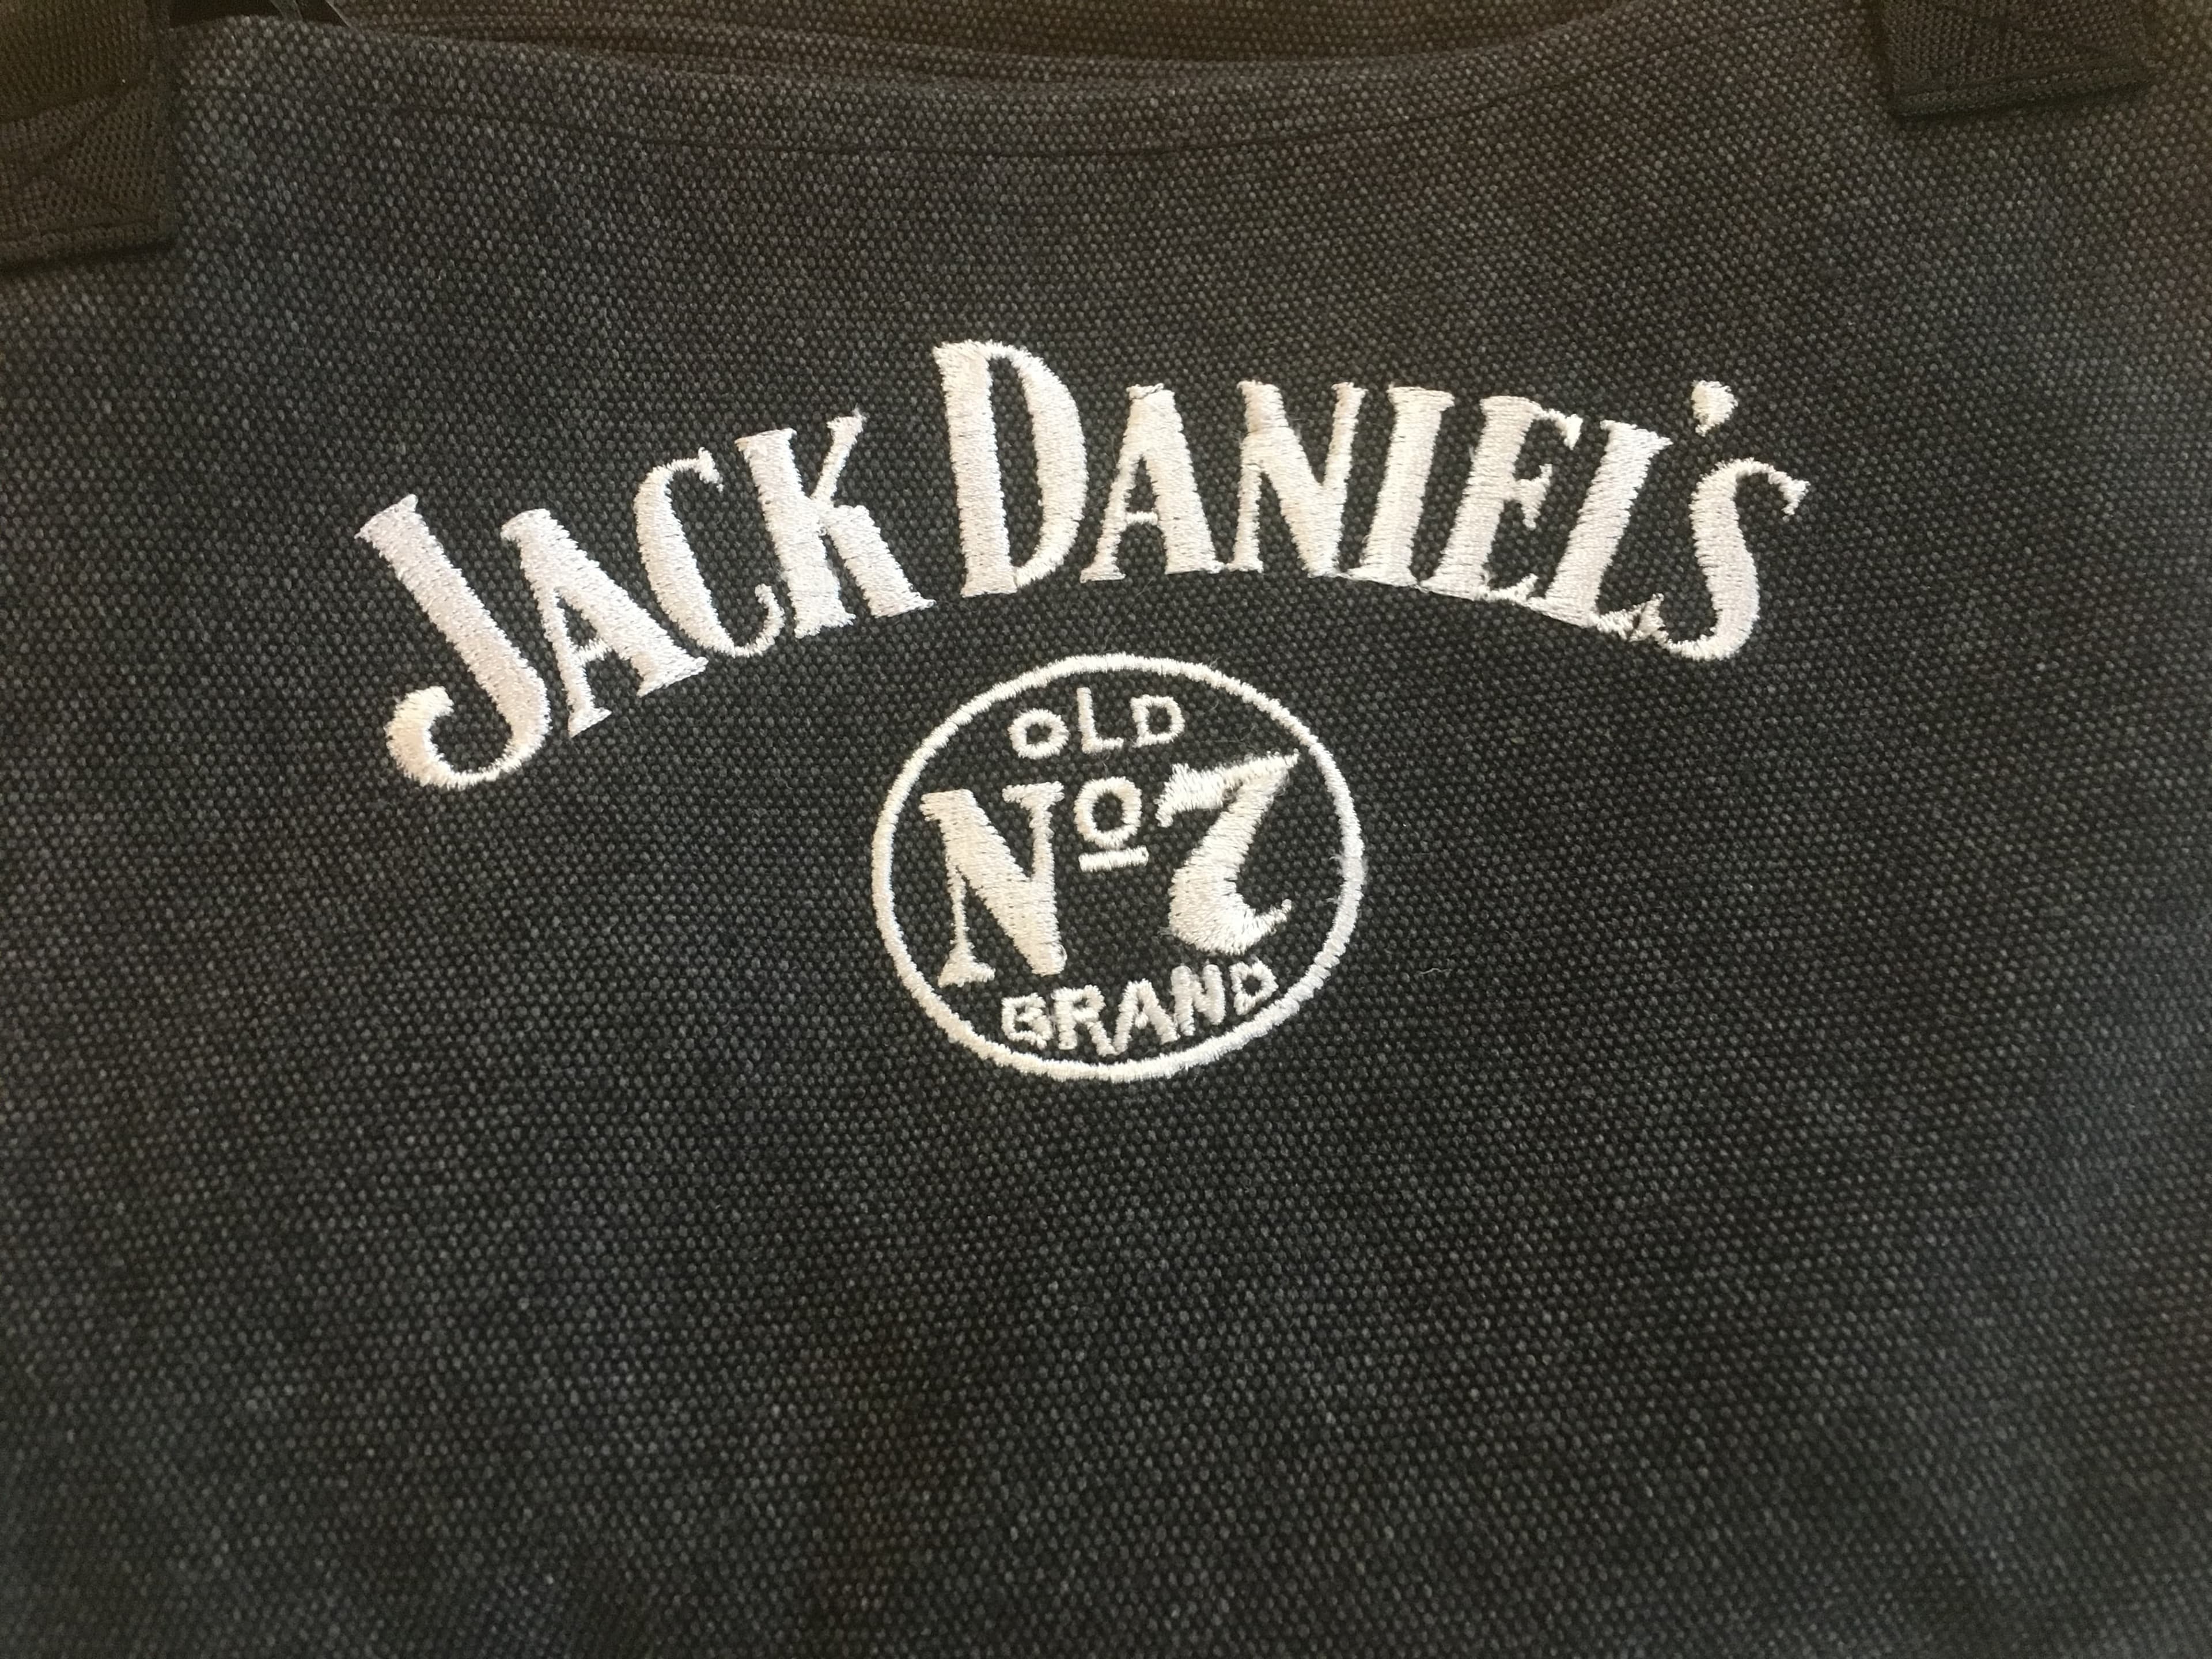 JACK DANIEL'S
OLD
Nº7
BRAND